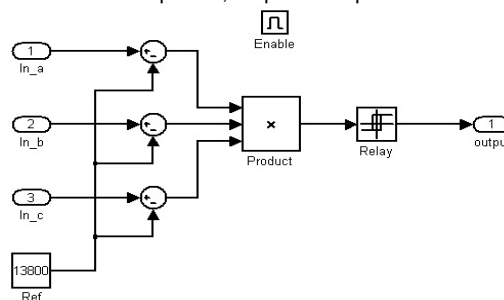 Enable
1
In_a
2
In_b
3
In_c
×
Product
Relay
1
output
13800
Ref